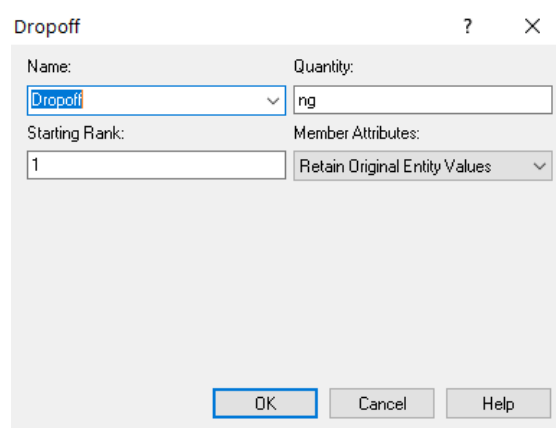 Dropoff ?
Name: Quantity:
Dropoff ng
Starting Rank: Member Attributes:
1 Retain Original Entity Values
OK Cancel Help